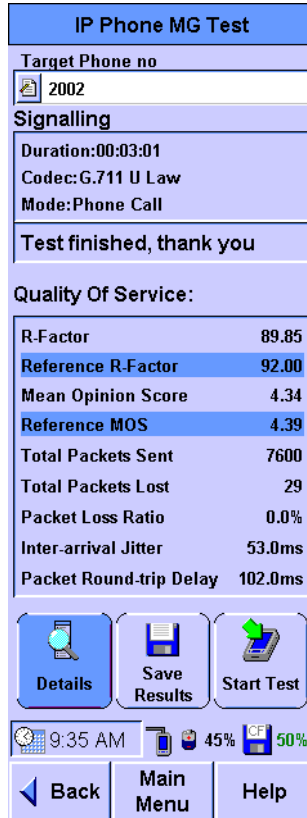 IP Phone MG Test
Target Phone no
2002
Signalling
Duration:00:03:01
Codec:G.711 U Law
Mode:Phone Call
Test finished, thank you
Quality Of Service:
R-Factor 89.85
Reference R-Factor 92.00
Mean Opinion Score 4.34
Reference MOS 4.39
Total Packets Sent 7600
Total Packets Lost 29
Packet Loss Ratio 0.0%
Inter-arrival Jitter 53.0ms
Packet Round-trip Delay 102.0ms
Details
Save
Results
Start Test
9:35 AM 45% CF 50%
Back
Main
Menu
Help